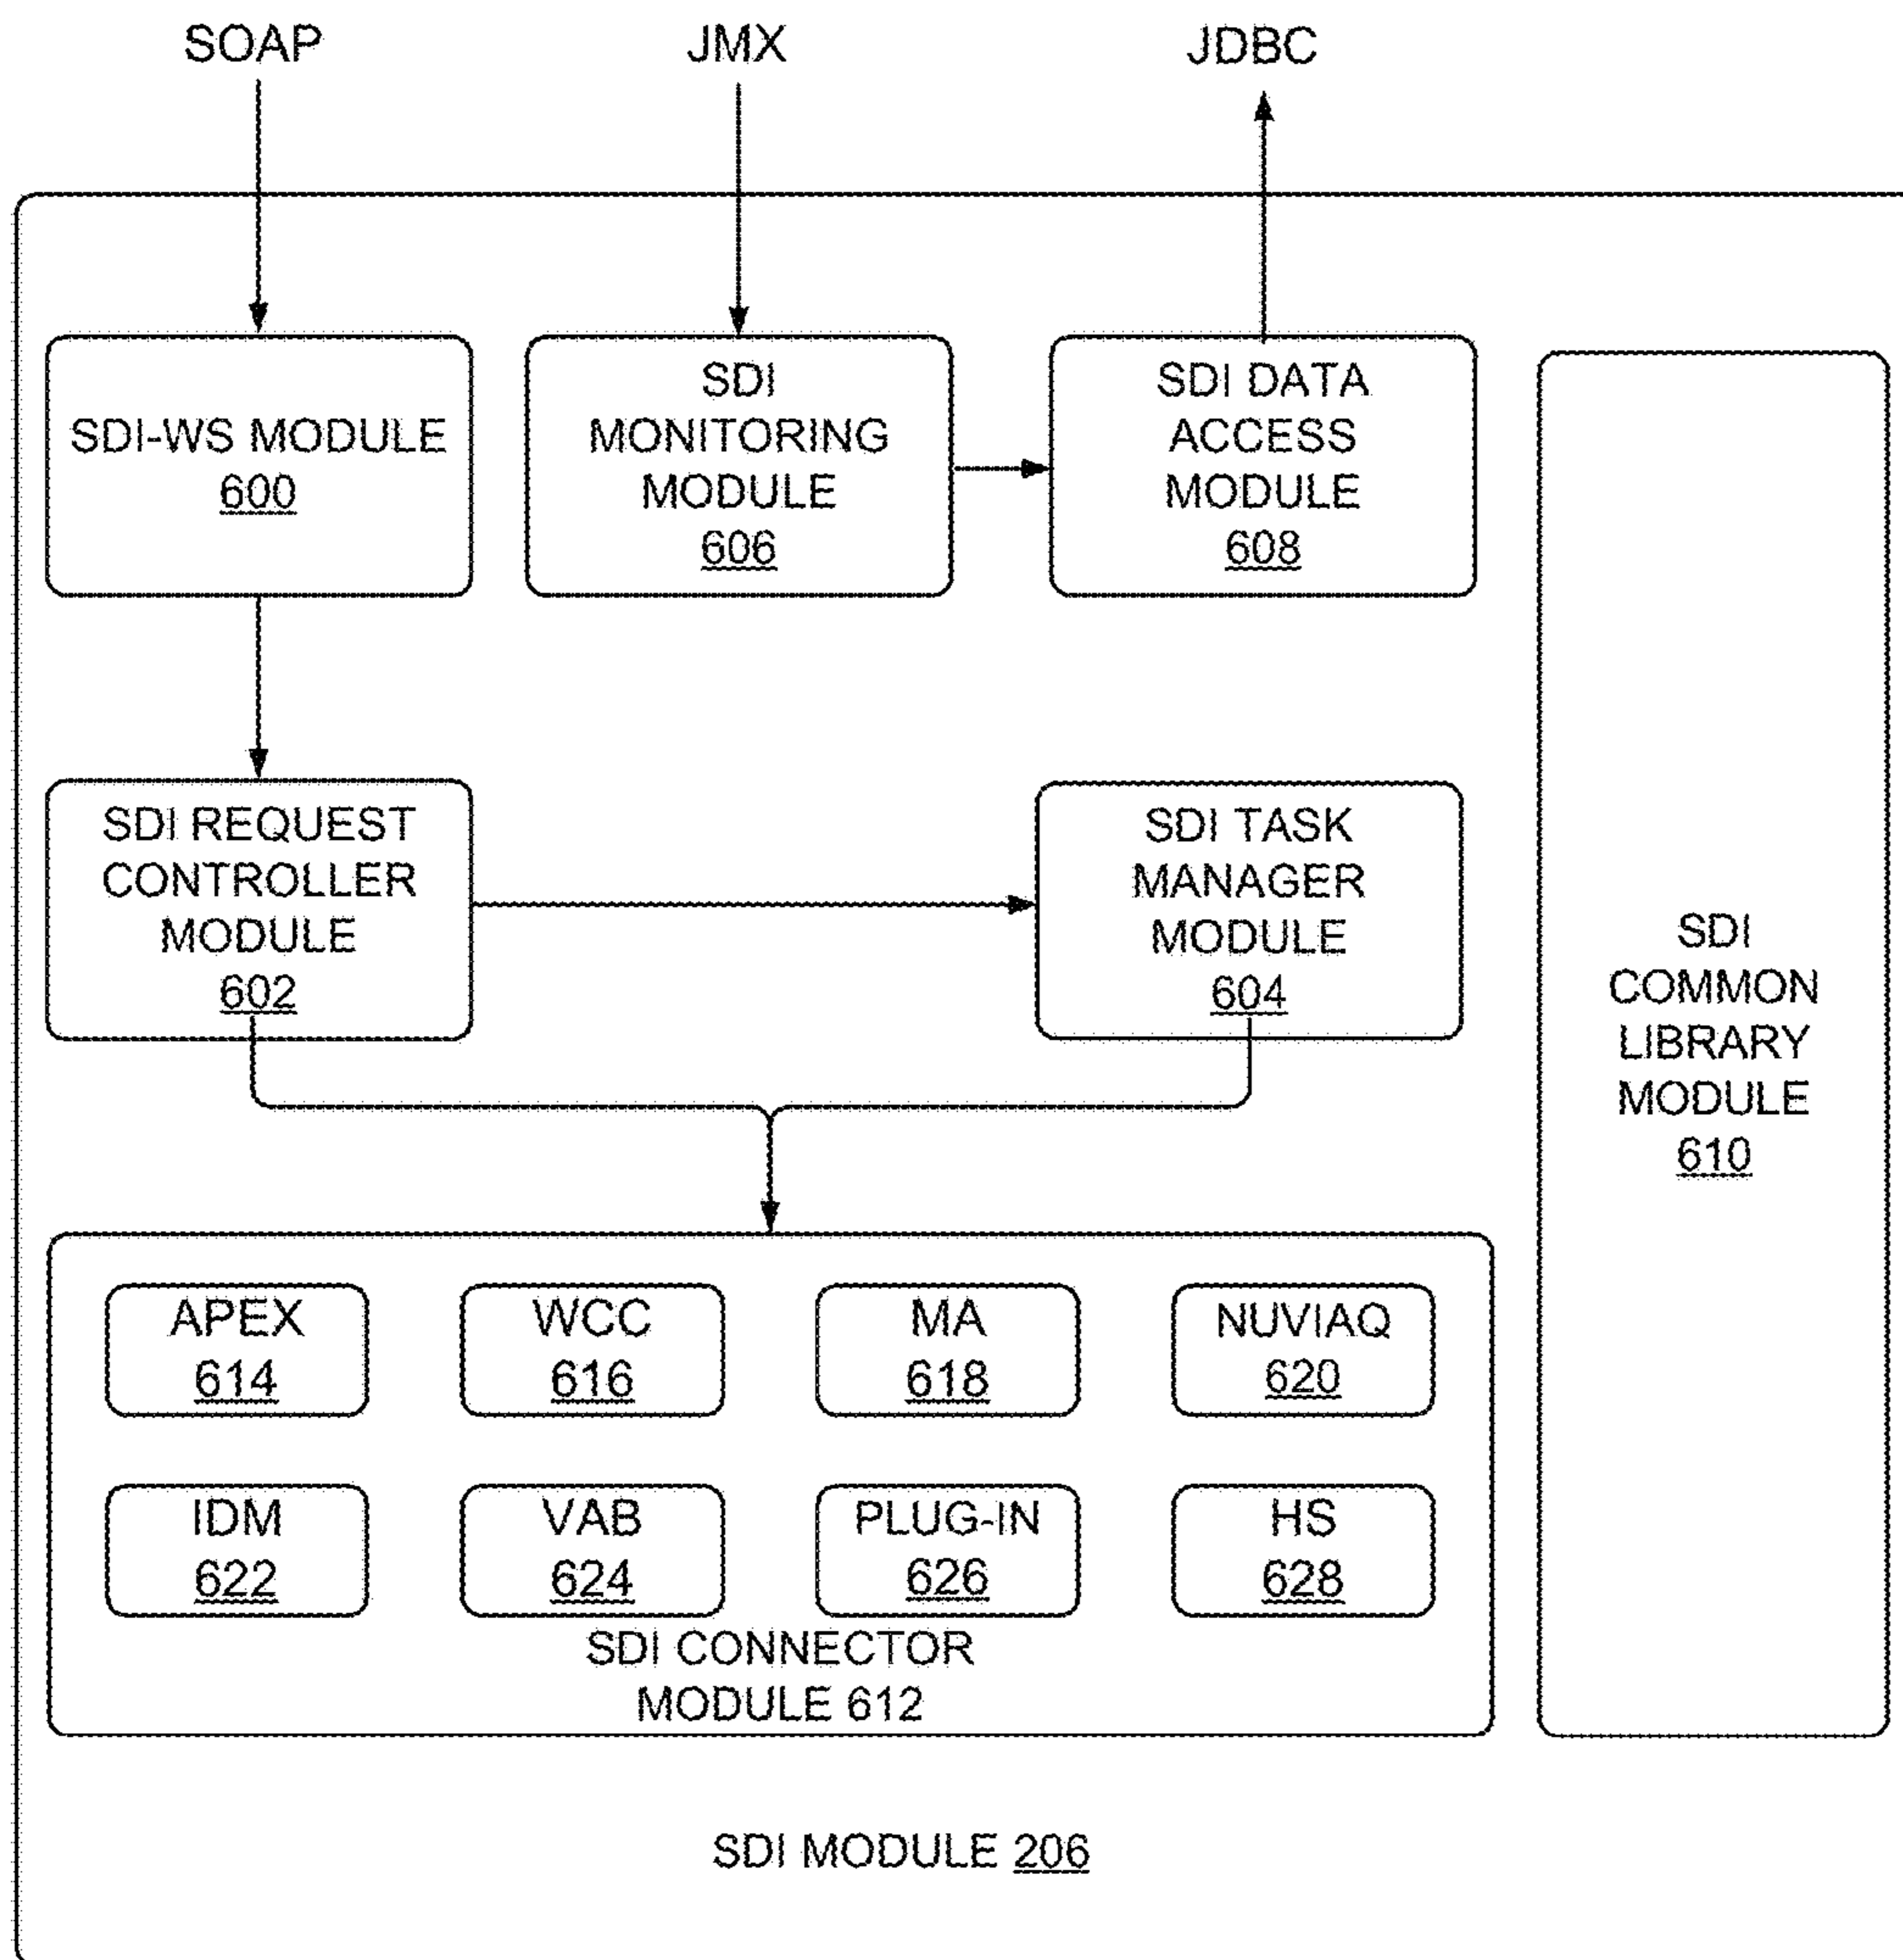 SOAP
JMX
JDBC
SDI-WS MODULE
600
SDI
MONITORING
MODULE
606
SDI DATA
ACCESS
MODULE
608
SDI REQUEST
CONTROLLER
MODULE
602
SDI TASK
MANAGER
MODULE
604
SDI
COMMON
LIBRARY
MODULE
610
APEX
614
WCC
616
MA
618
NUVIAQ
620
IDM
622
VAB
624
PLUG-IN
626
HS
628
SDI CONNECTOR
MODULE 612
SDI MODULE 206